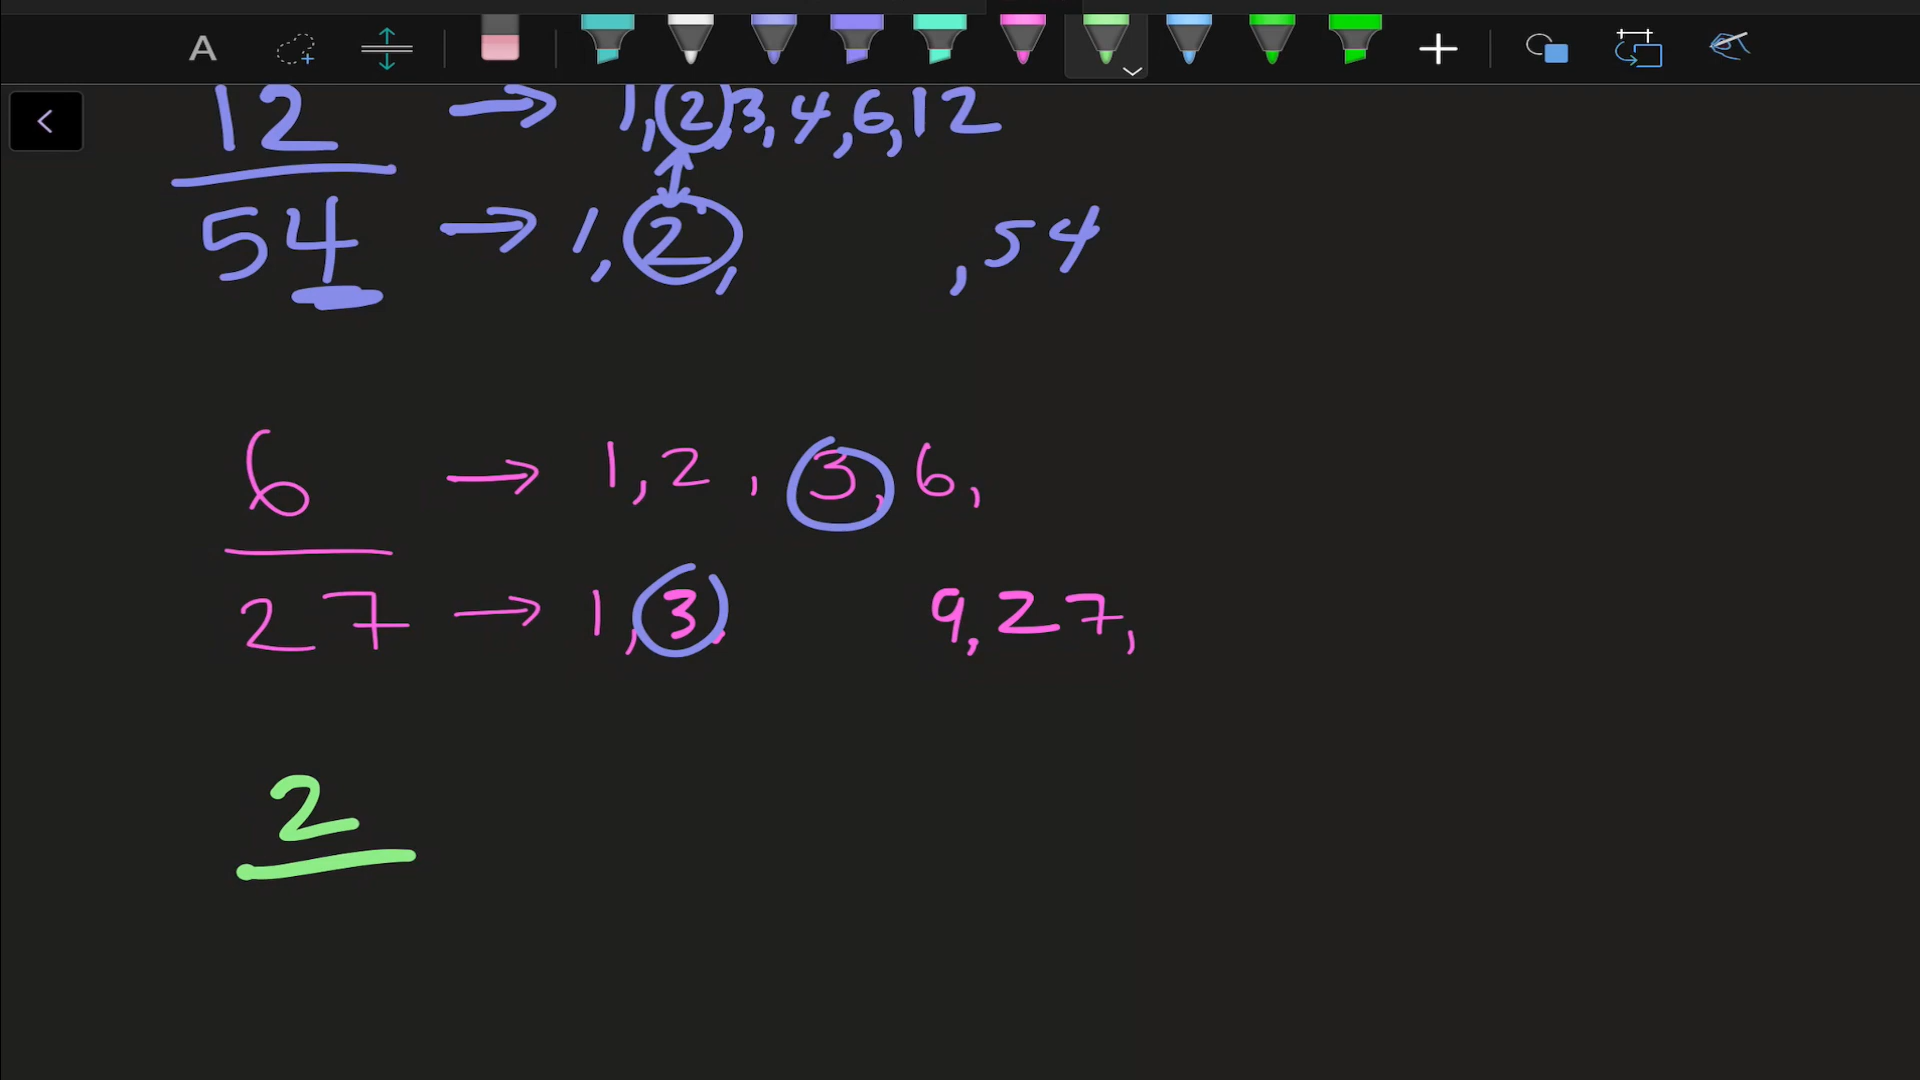 A
12 → 1,2,3,4,6,12
54 → 1,2, ,54
6 → 1,2,3,6,
27 → 1,3, 9,27,
2